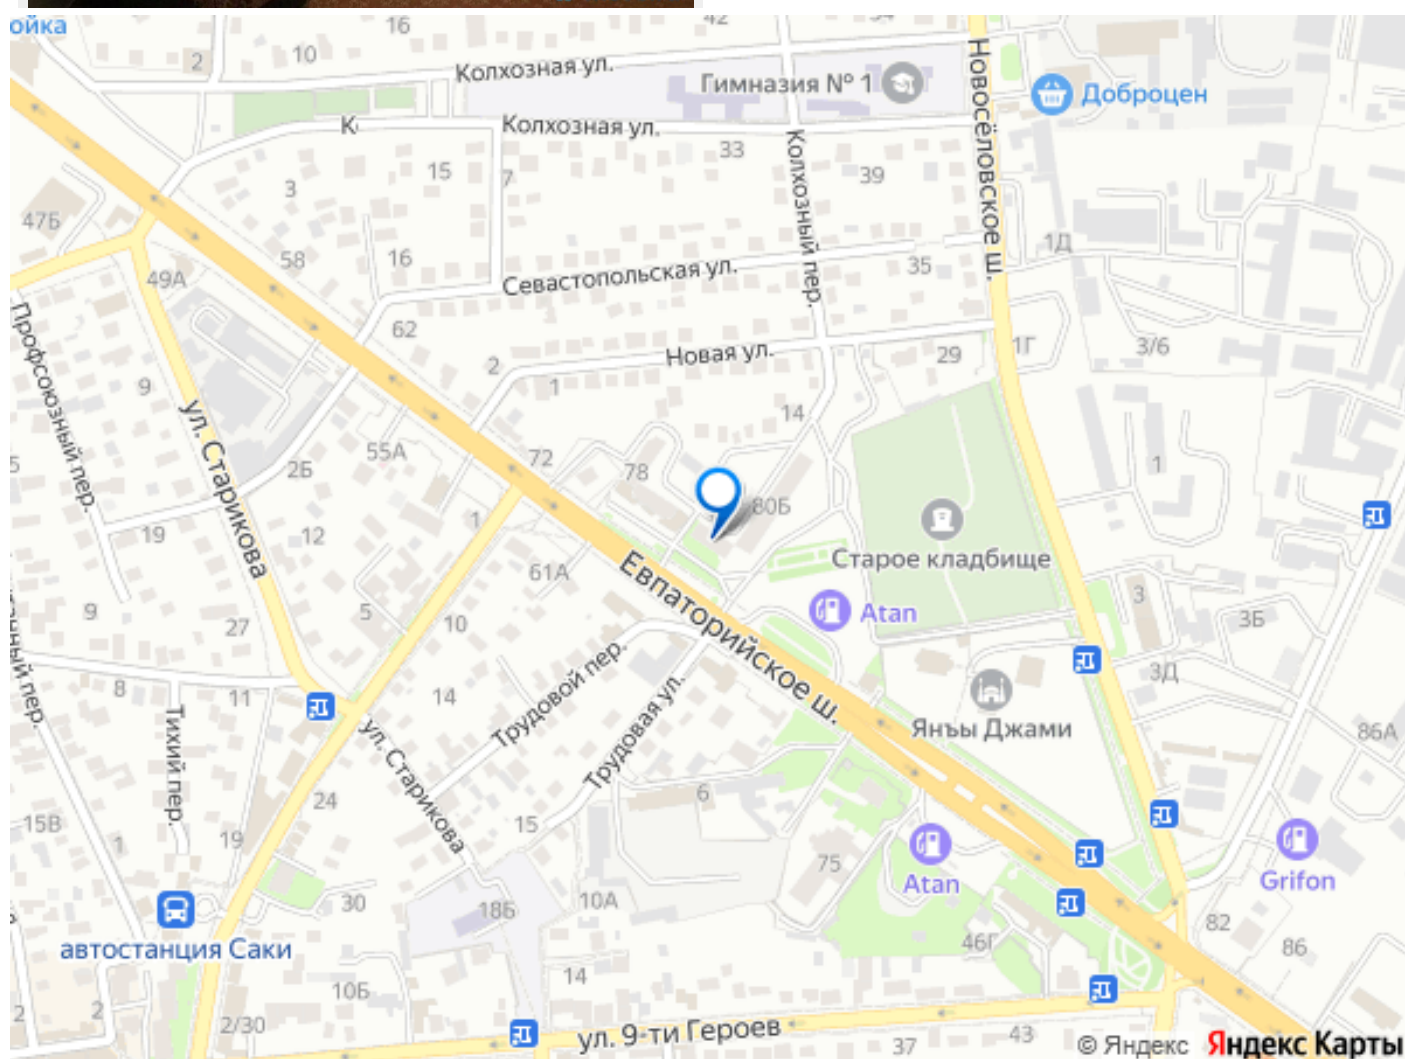 ойка
16
42
10
2
Колхозная ул.
Гимназия № 1
Новосёловское ш.
Доброцен
К
Колхозная ул.
Колхозный пер.
33
39
15
7
3
47Б
1Д
58
16
49А
Севастопольская ул.
35
Профсоюзный пер.
62
Новая ул.
29
1Г
3/6
2
1
9
14
ул. Старикова
55А
72
78
2Б
80Б
1
19
12
1
61А
Евпаторийское ш.
Старое кладбище
Atan
3
3Б
9
5
27
10
8
11
14
Трудовой пер.
Трудовая ул.
3Д
Янъы Джами
86А
Тихий пер.
ул. Старикова
24
6
15В
1
19
15
75
Atan
Grifon
30
18Б
10А
82
86
46Г
автостанция Саки
14
10Б
2
2
2/30
ул. 9-ти Героев
37
43
© Яндекс Яндекс Карты